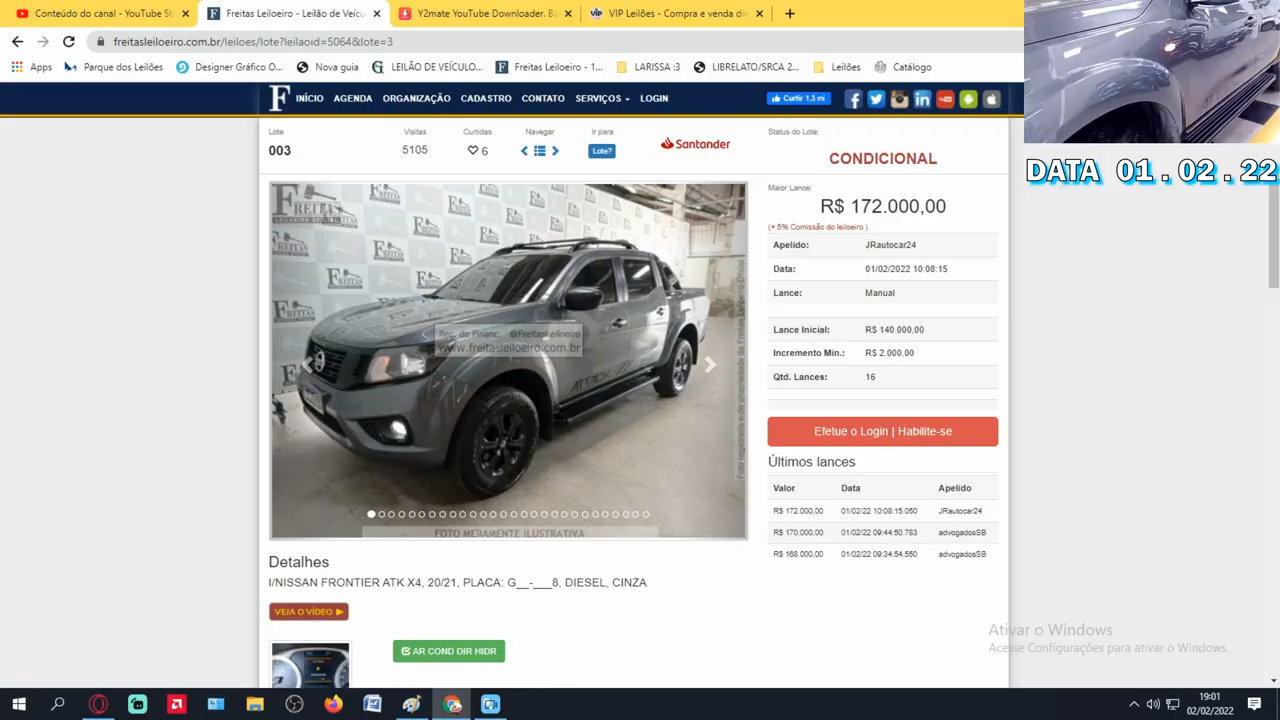 Conteúdo do canal - YouTube St
Freitas Leiloeiro - Leilão de Veícu
Y2mate YouTube Downloader. Ba
VIP Leilões - Compra e venda di
freitasleiloeiro.com.br/leiloes/lote?leilaoid=5064&lote=3
Apps
Parque dos Leilões
Designer Gráfico O...
Nova guia
LEILÃO DE VEÍCULO...
Freitas Leiloeiro - 1...
LARISSA :3
LIBRELATO/SRCA 2...
Leilões
Catálogo
INÍCIO AGENDA ORGANIZAÇÃO CADASTRO CONTATO SERVIÇOS LOGIN
Curtir 1,3 mi
DATA 01 . 02 . 22
Lote
003
Visitas
5105
Curtidas
6
Navegar
Ir para
Lote?
Santander
Status do Lote:
CONDICIONAL
Maior Lance:
R$ 172.000,00
(+ 5% Comissão do leiloeiro )
Apelido: JRautocar24
Data: 01/02/2022 10:08:15
Lance: Manual
Lance Inicial: R$ 140.000,00
Incremento Min.: R$ 2.000,00
Qtd. Lances: 16
Efetue o Login | Habilite-se
Últimos lances
Valor Data Apelido
R$ 172.000,00 01/02/22 10:08:15.050 JRautocar24
R$ 170.000,00 01/02/22 09:44:50.783 advogadosSB
R$ 168.000,00 01/02/22 09:34:54.550 advogadosSB
FREITAS
Rec. do Financ. @FreitasLeiloeiro
www.freitasleiloeiro.com.br
FOTO MERAMENTE ILUSTRATIVA
Detalhes
I/NISSAN FRONTIER ATK X4, 20/21, PLACA: G__-___8, DIESEL, CINZA
VEJA O VÍDEO
AR COND DIR HIDR
Ativar o Windows
Acesse Configurações para ativar o Windows.
19:01
02/02/2022